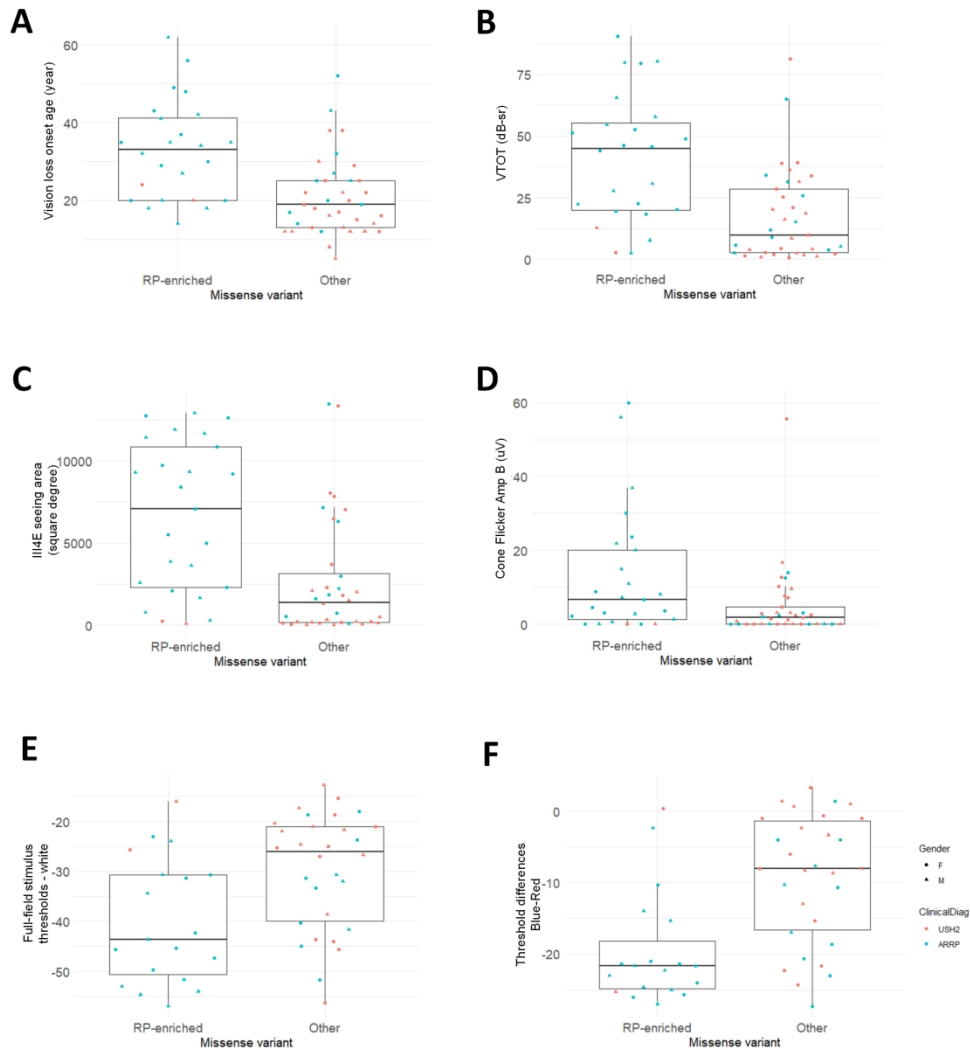 A
Vision loss onset age (year)
60
40
20
RP-enriched
Other
Missense variant
B
VTOT (dB-sr)
75
50
25
0
RP-enriched
Other
Missense variant
C
III4E seeing area
(square degree)
10000
5000
0
RP-enriched
Other
Missense variant
D
Cone Flicker Amp B (uV)
60
40
20
0
RP-enriched
Other
Missense variant
E
Full-field stimulus
thresholds - white
-20
-30
-40
-50
RP-enriched
Other
Missense variant
F
Threshold differences
Blue-Red
0
-10
-20
RP-enriched
Other
Missense variant
Gender
F
M
ClinicalDiag
USH2
ARRP